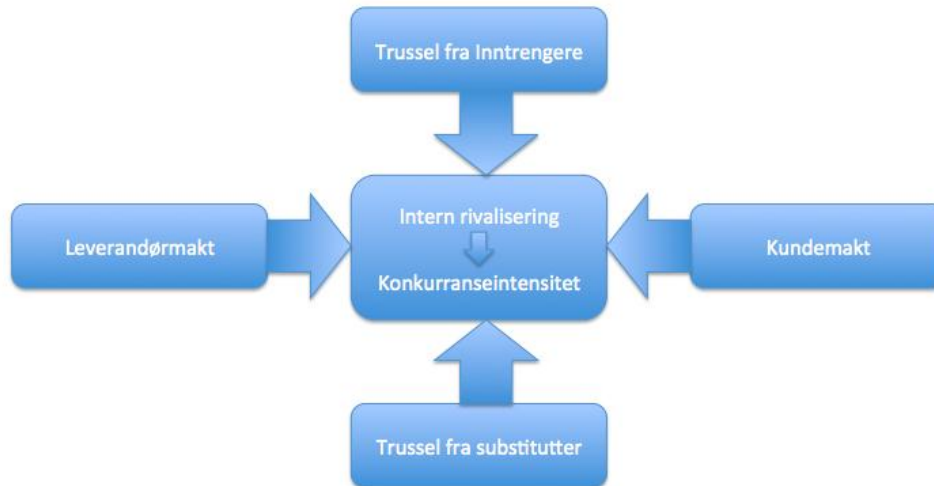 Trussel fra Inntrengere
Intern rivalisering
Leverandørmakt
Kundemakt
Konkurranseintensitet
Trussel fra substitutter